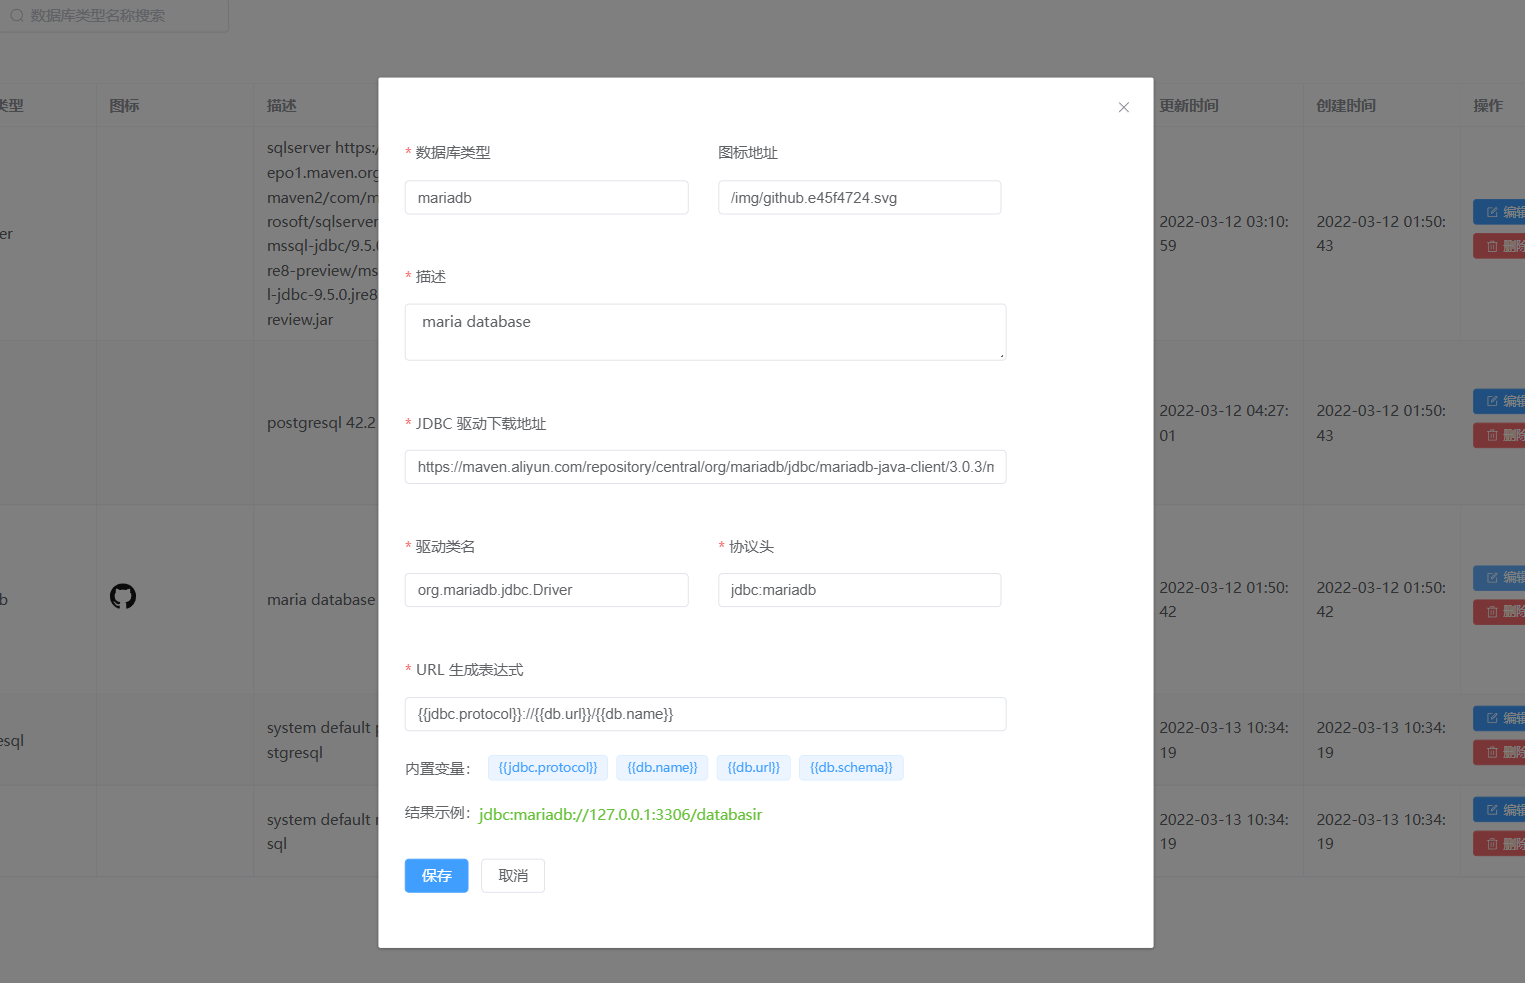 数据库类型名称搜索
类型
图标
描述
更新时间
创建时间
操作
er
sqlserver https:/
epo1.maven.org
maven2/com/m
rosoft/sqlserver
mssql-jdbc/9.5.0
re8-preview/ms
l-jdbc-9.5.0.jre8
review.jar
2022-03-12 03:10:
59
2022-03-12 01:50:
43
编辑
删除
postgresql 42.2
2022-03-12 04:27:
01
2022-03-12 01:50:
43
编辑
删除
b
maria database
2022-03-12 01:50:
42
2022-03-12 01:50:
42
编辑
删除
esql
system default p
stgresql
2022-03-13 10:34:
19
2022-03-13 10:34:
19
编辑
删除
system default
sql
2022-03-13 10:34:
19
2022-03-13 10:34:
19
编辑
删除
* 数据库类型
图标地址
mariadb
/img/github.e45f4724.svg
* 描述
maria database
* JDBC 驱动下载地址
https://maven.aliyun.com/repository/central/org/mariadb/jdbc/mariadb-java-client/3.0.3/m
* 驱动类名
* 协议头
org.mariadb.jdbc.Driver
jdbc:mariadb
* URL 生成表达式
{{jdbc.protocol}}://{{db.url}}/{{db.name}}
内置变量： {{jdbc.protocol}} {{db.name}} {{db.url}} {{db.schema}}
结果示例：jdbc:mariadb://127.0.0.1:3306/databasir
保存
取消